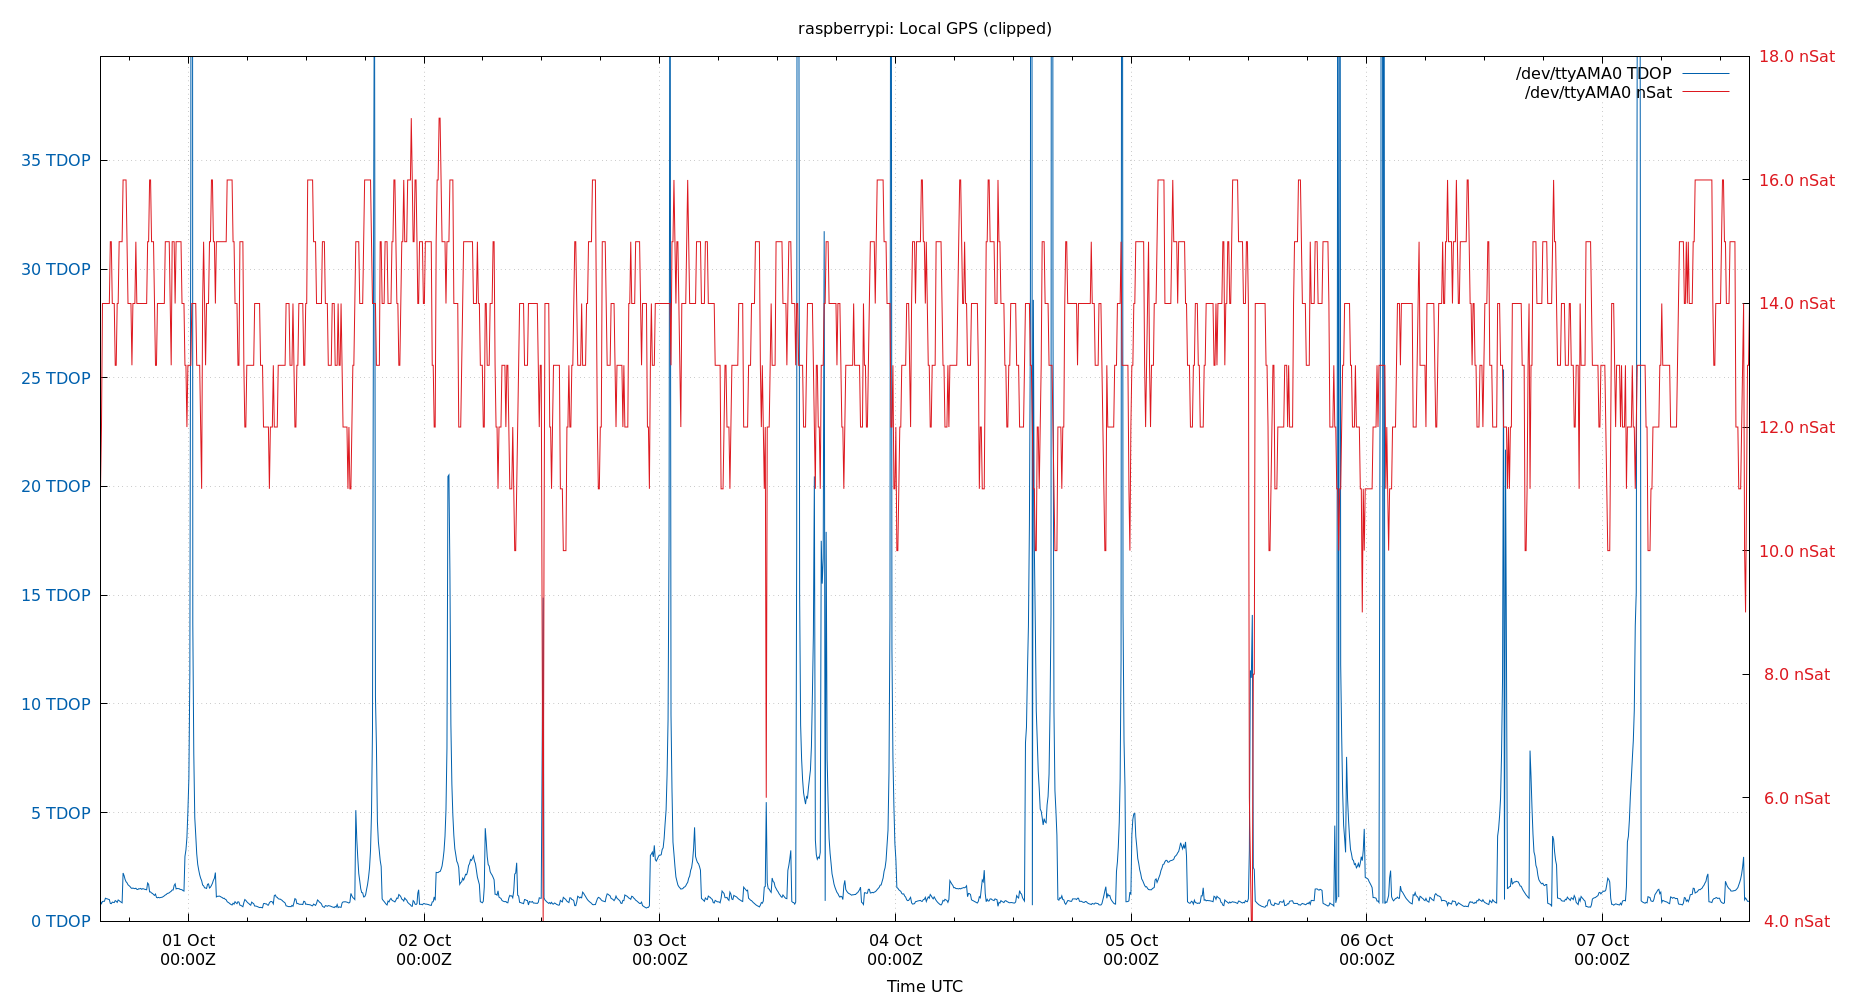 raspberrypi: Local GPS (clipped)
18.0 nSat
/dev/ttyAMA0 TDOP
/dev/ttyAMA0 nSat
35 TDOP
16.0 nSat
30 TDOP
14.0 nSat
25 TDOP
12.0 nSat
20 TDOP
10.0 nSat
15 TDOP
8.0 nSat
10 TDOP
6.0 nSat
5 TDOP
0 TDOP
4.0 nSat
01 Oct 02 Oct 03 Oct 04 Oct 05 Oct 06 Oct 07 Oct
00:00Z 00:00Z 00:00Z 00:00Z 00:00Z 00:00Z 00:00Z
Time UTC